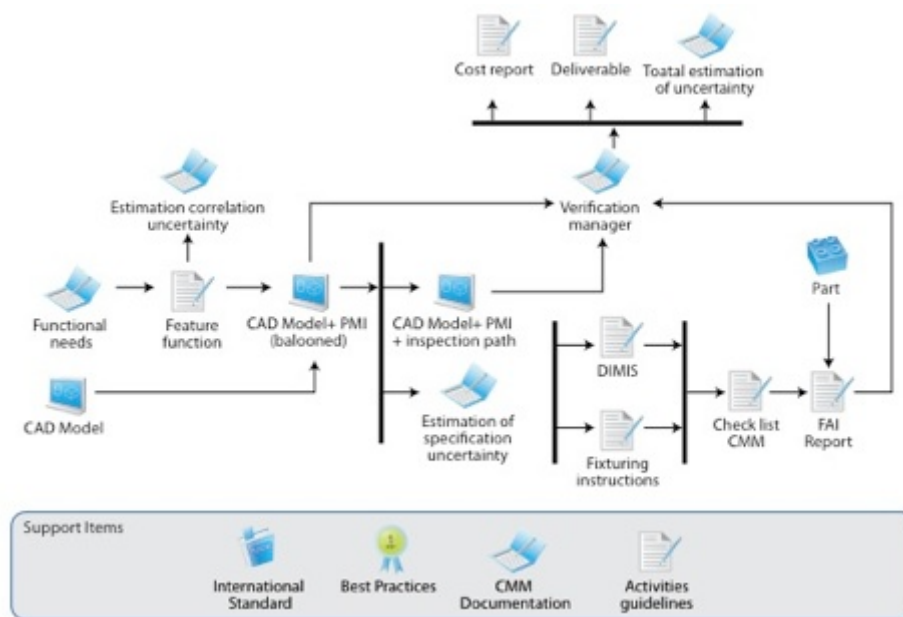 Cost report
Deliverable
Toatal estimation
of uncertainty
Estimation correlation
uncertainty
Verification
manager
Part
Functional
needs
Feature
function
CAD Model+ PMI
(balooned)
CAD Model+ PMI
+ inspection path
DIMIS
CAD Model
Estimation of
specification
uncertainty
Fixturing
instructions
Check list
CMM
FAI
Report
Support Items
International
Standard
Best Practices
CMM
Documentation
Activities
guidelines